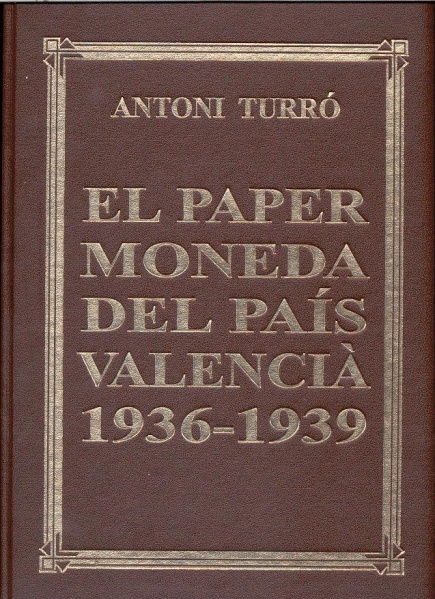 ANTONI TURRÓ
EL PAPER
MONEDA
DEL PAÍS
VALENCIÀ
1936-1939